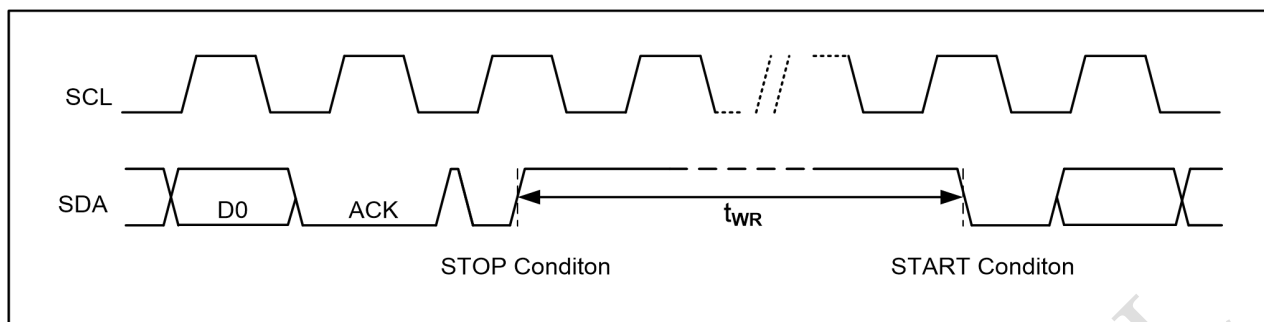 SCL
SDA
D0
ACK
tWR
STOP Conditon
START Conditon